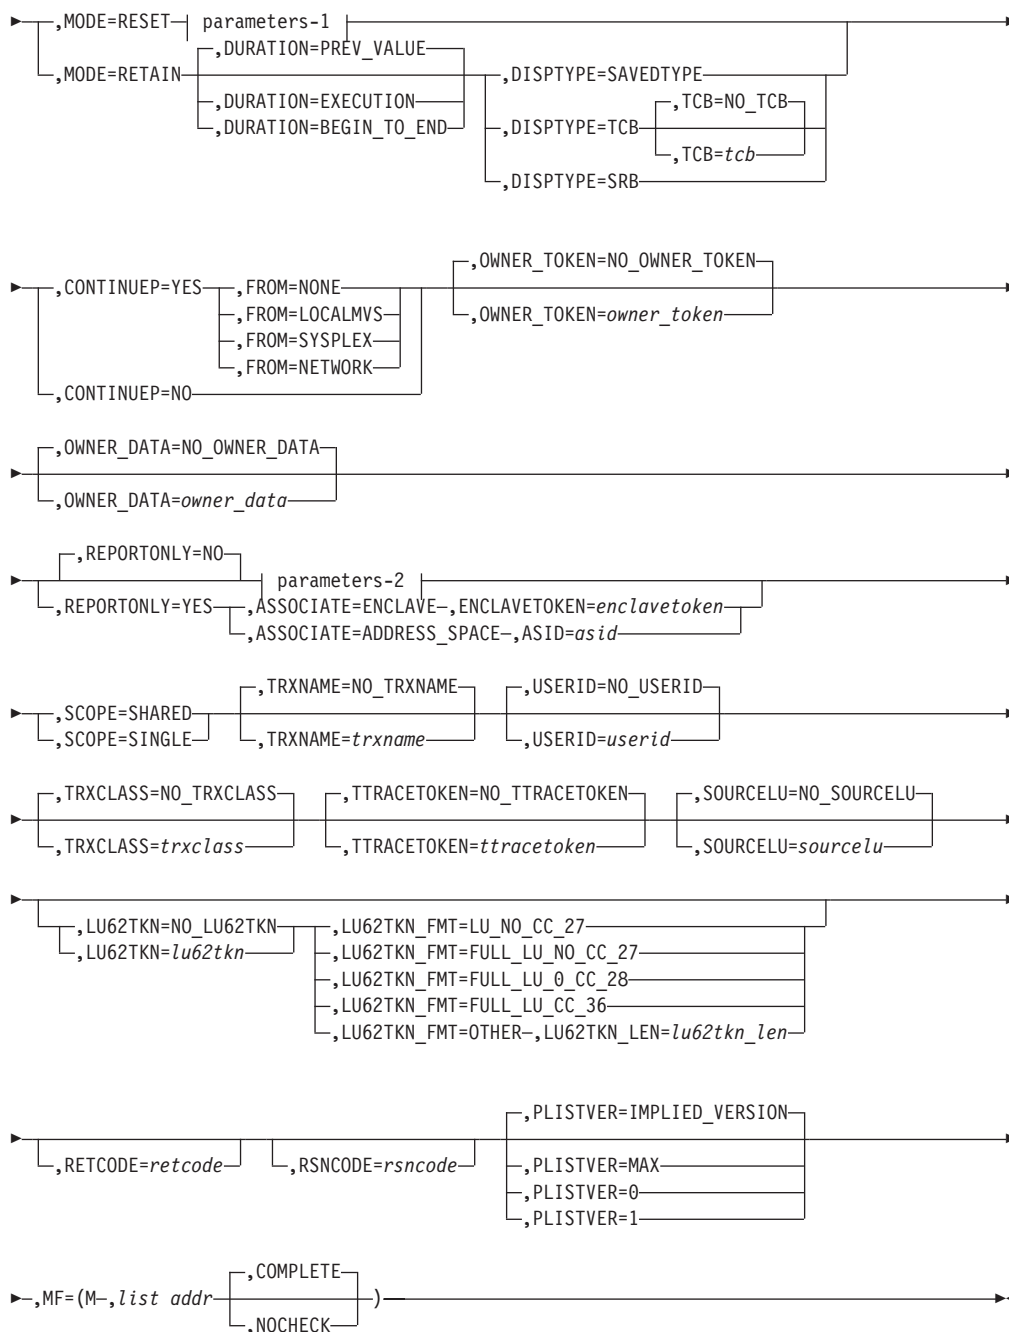 ,MODE=RESET parameters-1
,DURATION=PREV_VALUE
,MODE=RETAIN ,DISPTYPE=SAVEDTYPE
,DURATION=EXECUTION ,TCB=NO_TCB
,DURATION=BEGIN_TO_END ,DISPTYPE=TCB
,TCB=tcb
,DISPTYPE=SRB
,OWNER_TOKEN=NO_OWNER_TOKEN
,CONTINUEP=YES ,FROM=NONE
,FROM=LOCALMVS ,OWNER_TOKEN=owner_token
,FROM=SYSPLEX
,FROM=NETWORK
,CONTINUEP=NO
,OWNER_DATA=NO_OWNER_DATA
,OWNER_DATA=owner_data
,REPORTONLY=NO
parameters-2
,REPORTONLY=YES ,ASSOCIATE=ENCLAVE ,ENCLAVETOKEN=enclavetoken
,ASSOCIATE=ADDRESS_SPACE ,ASID=asid
,TRXNAME=NO_TRXNAME ,USERID=NO_USERID
,SCOPE=SHARED
,SCOPE=SINGLE ,TRXNAME=trxname ,USERID=userid
,TRXCLASS=NO_TRXCLASS ,TTRACETOKEN=NO_TTRACETOKEN ,SOURCELU=NO_SOURCELU
,TRXCLASS=trxclass ,TTRACETOKEN=ttracetoken ,SOURCELU=sourcelu
,LU62TKN=NO_LU62TKN ,LU62TKN_FMT=LU_NO_CC_27
,LU62TKN=lu62tkn ,LU62TKN_FMT=FULL_LU_NO_CC_27
,LU62TKN_FMT=FULL_LU_0_CC_28
,LU62TKN_FMT=FULL_LU_CC_36
,LU62TKN_FMT=OTHER ,LU62TKN_LEN=lu62tkn_len
,PLISTVER=IMPLIED_VERSION
,RETCODE=retcode ,RSNCODE=rsncode ,PLISTVER=MAX
,PLISTVER=0
,PLISTVER=1
,COMPLETE
,MF=(M ,list addr )
,NOCHECK